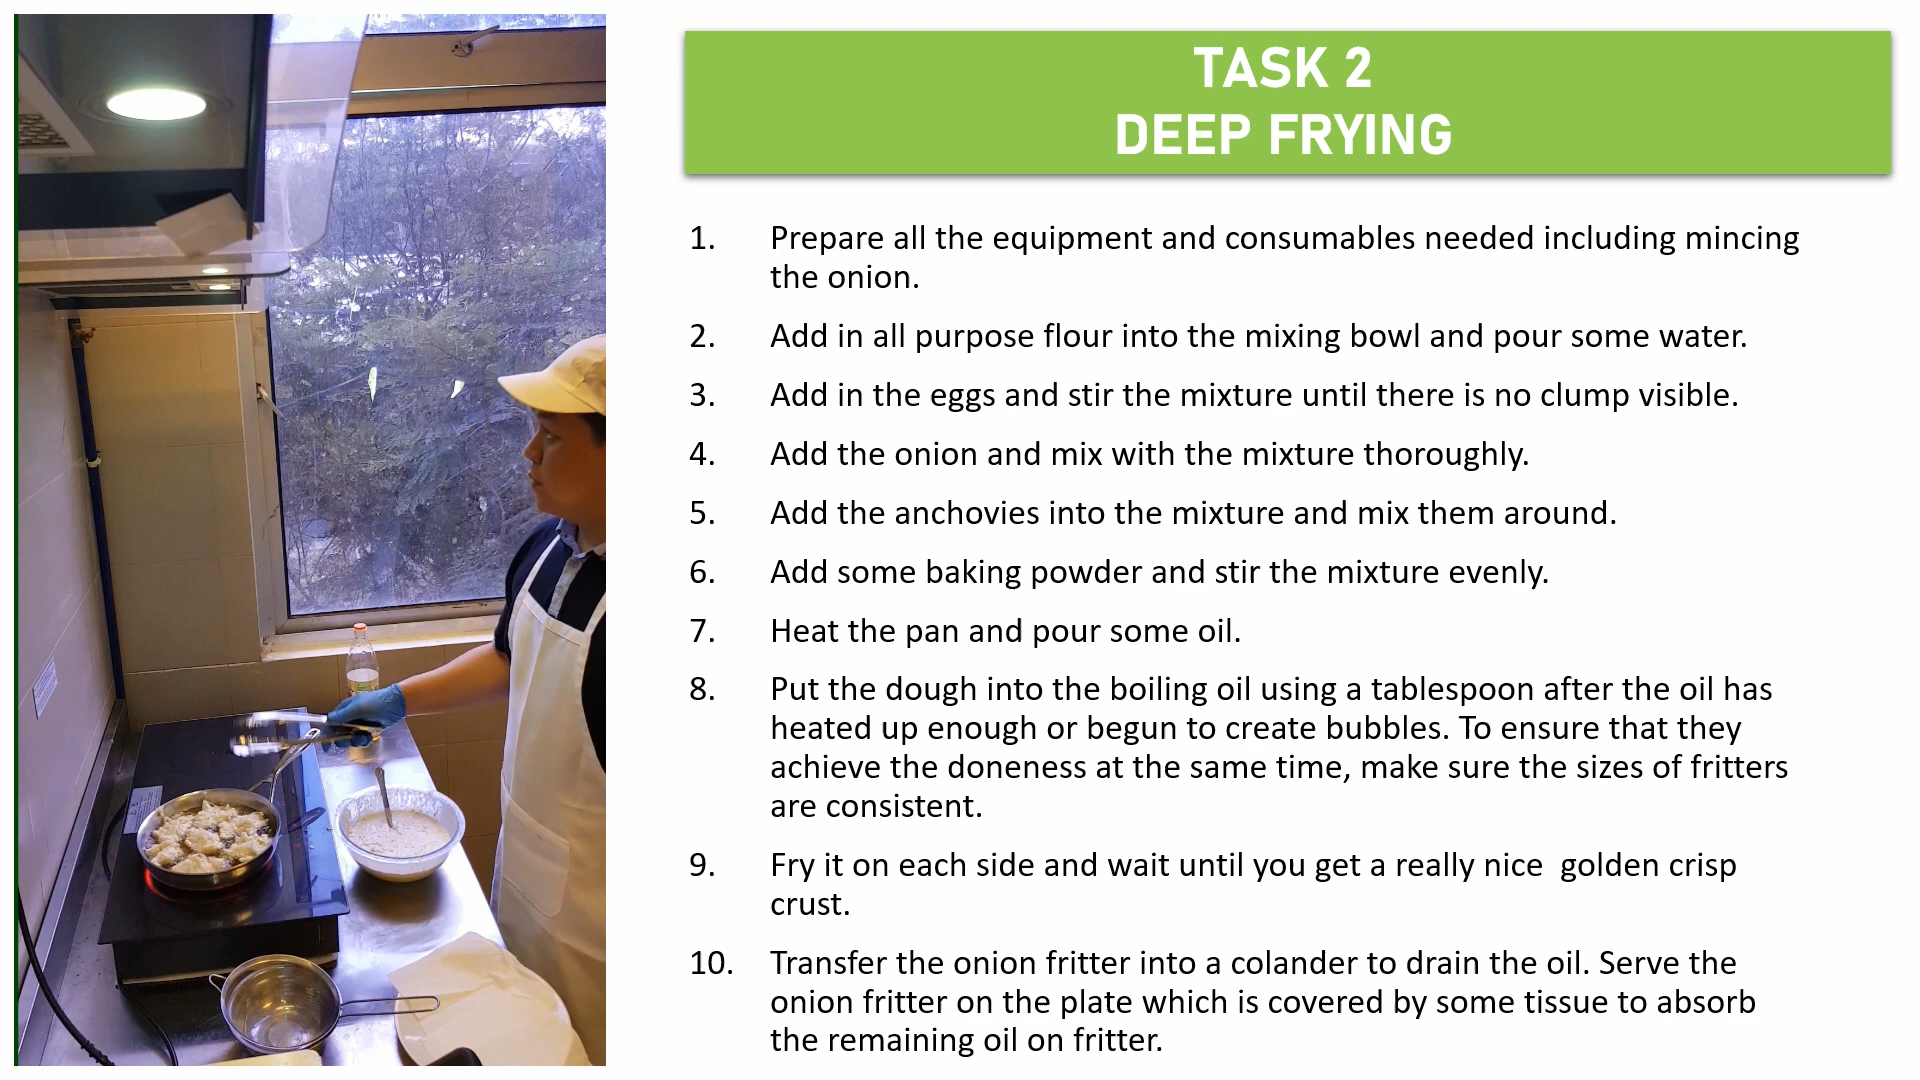 TASK 2
DEEP FRYING
1. Prepare all the equipment and consumables needed including mincing
the onion.
2. Add in all purpose flour into the mixing bowl and pour some water.
3. Add in the eggs and stir the mixture until there is no clump visible.
4. Add the onion and mix with the mixture thoroughly.
5. Add the anchovies into the mixture and mix them around.
6. Add some baking powder and stir the mixture evenly.
7. Heat the pan and pour some oil.
8. Put the dough into the boiling oil using a tablespoon after the oil has
heated up enough or begun to create bubbles. To ensure that they
achieve the doneness at the same time, make sure the sizes of fritters
are consistent.
9. Fry it on each side and wait until you get a really nice  golden crisp
crust.
10. Transfer the onion fritter into a colander to drain the oil. Serve the
onion fritter on the plate which is covered by some tissue to absorb
the remaining oil on fritter.